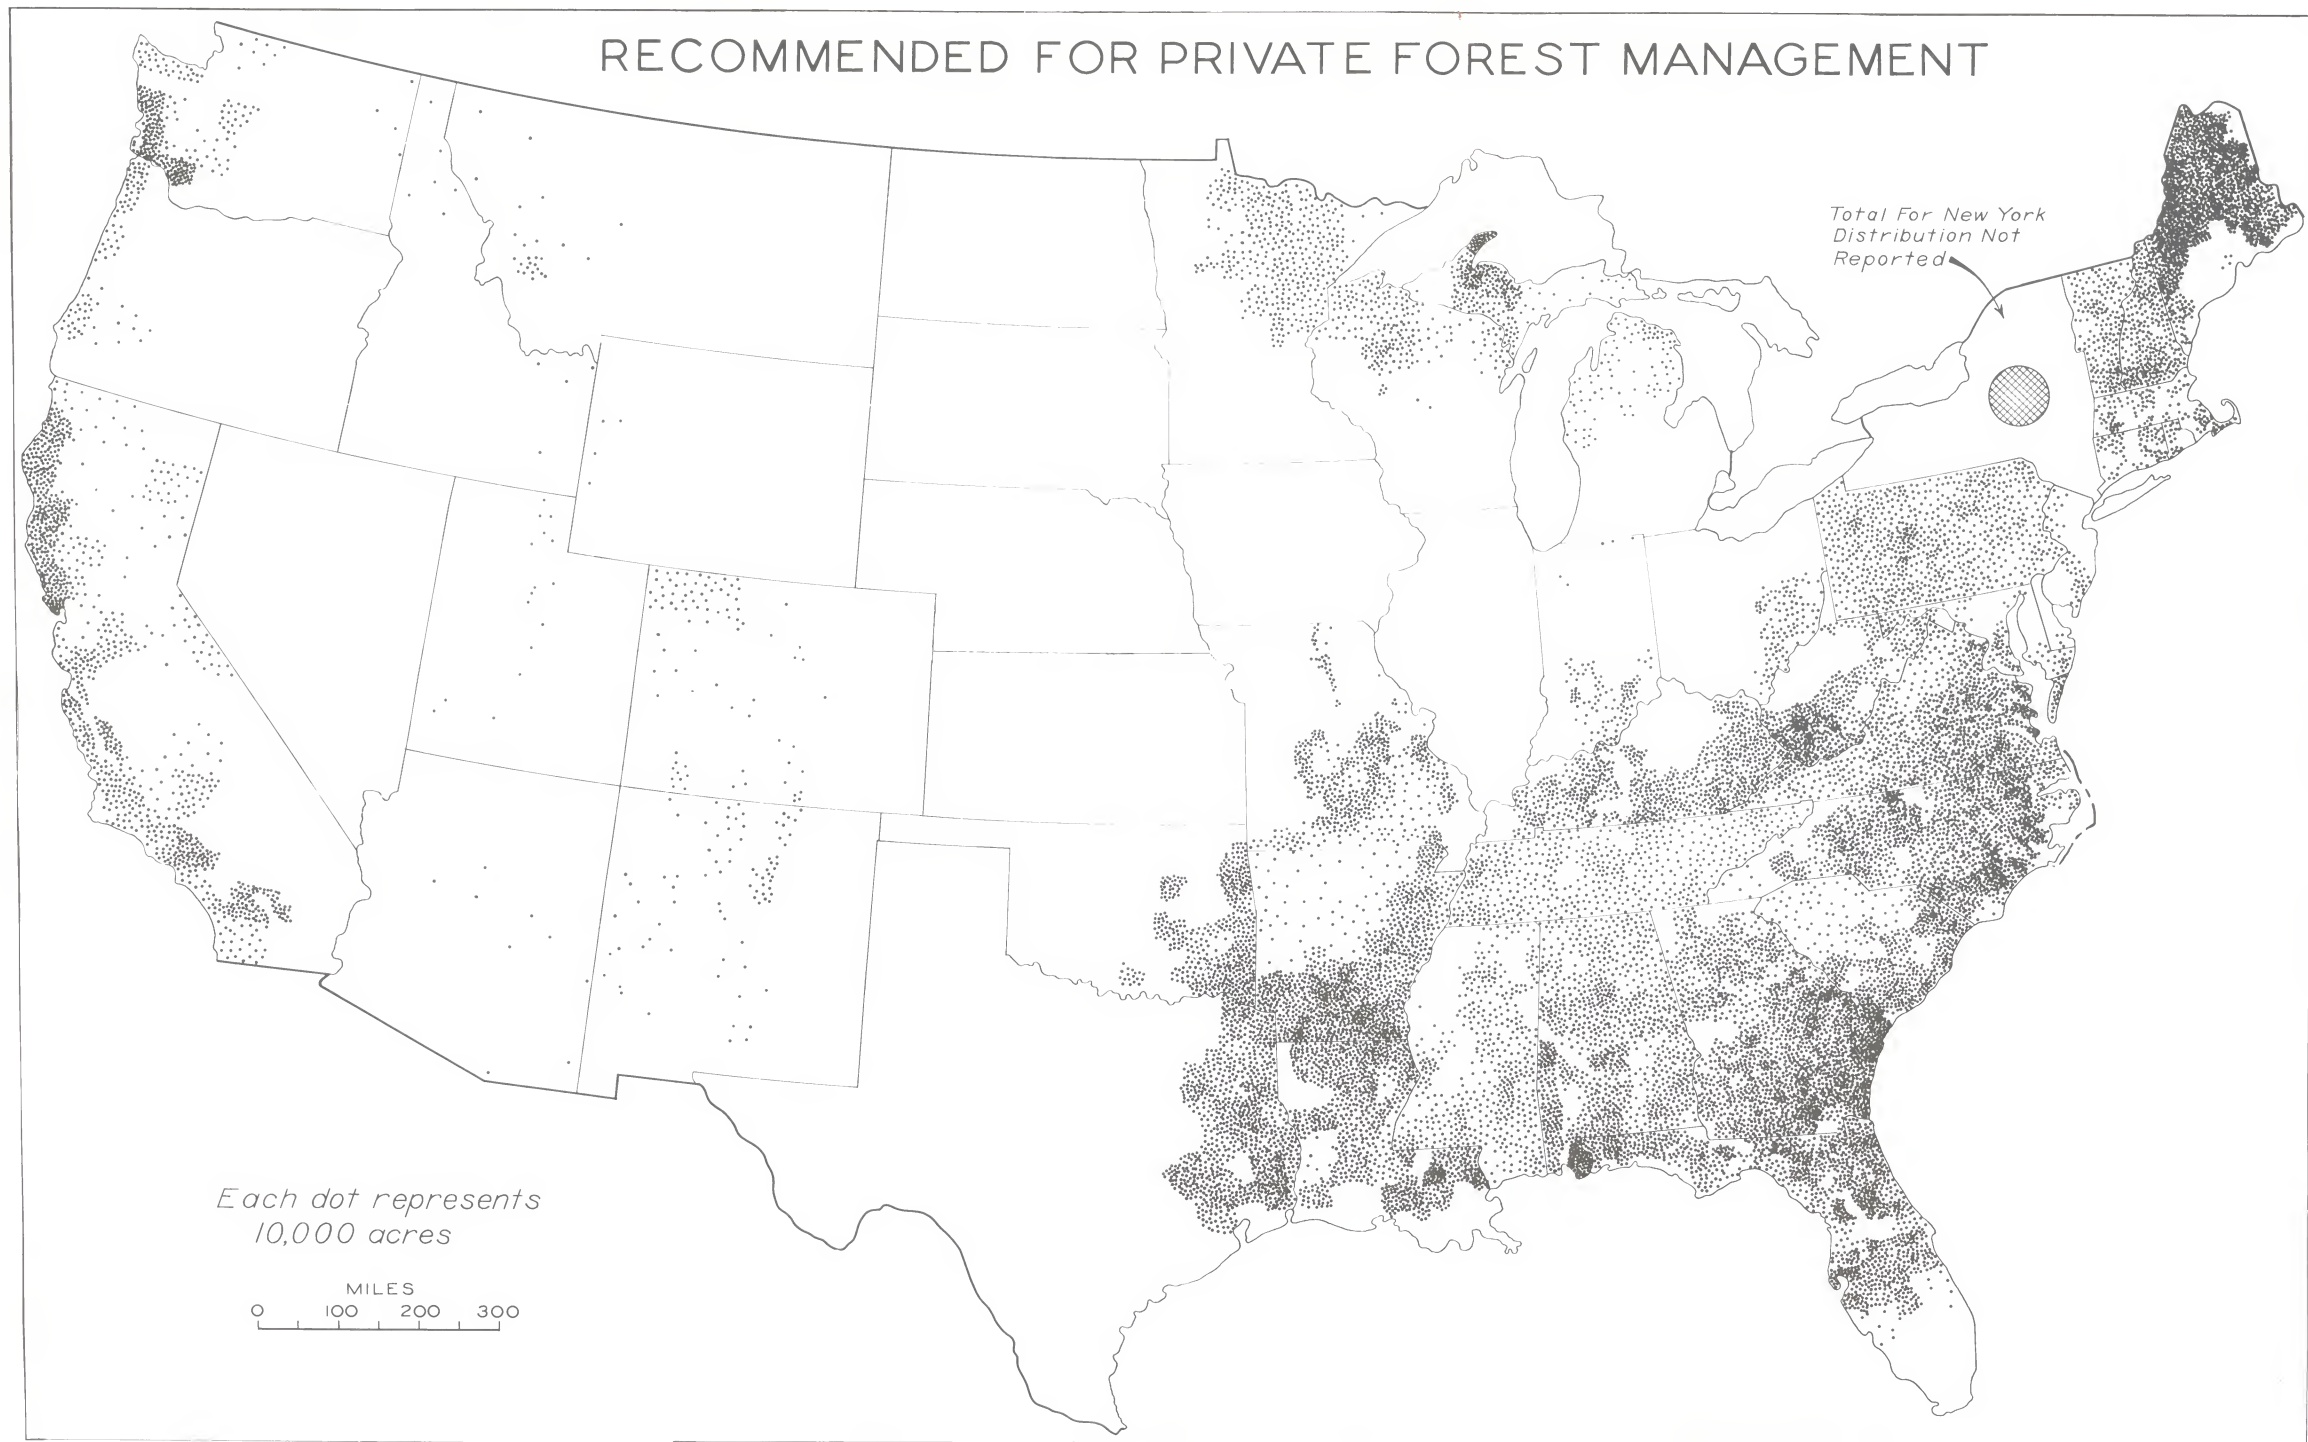 RECOMMENDED FOR PRIVATE FOREST MANAGEMENT
Total For New York
Distribution Not
Reported
Each dot represents
10,000 acres
MILES
0 100 200 300